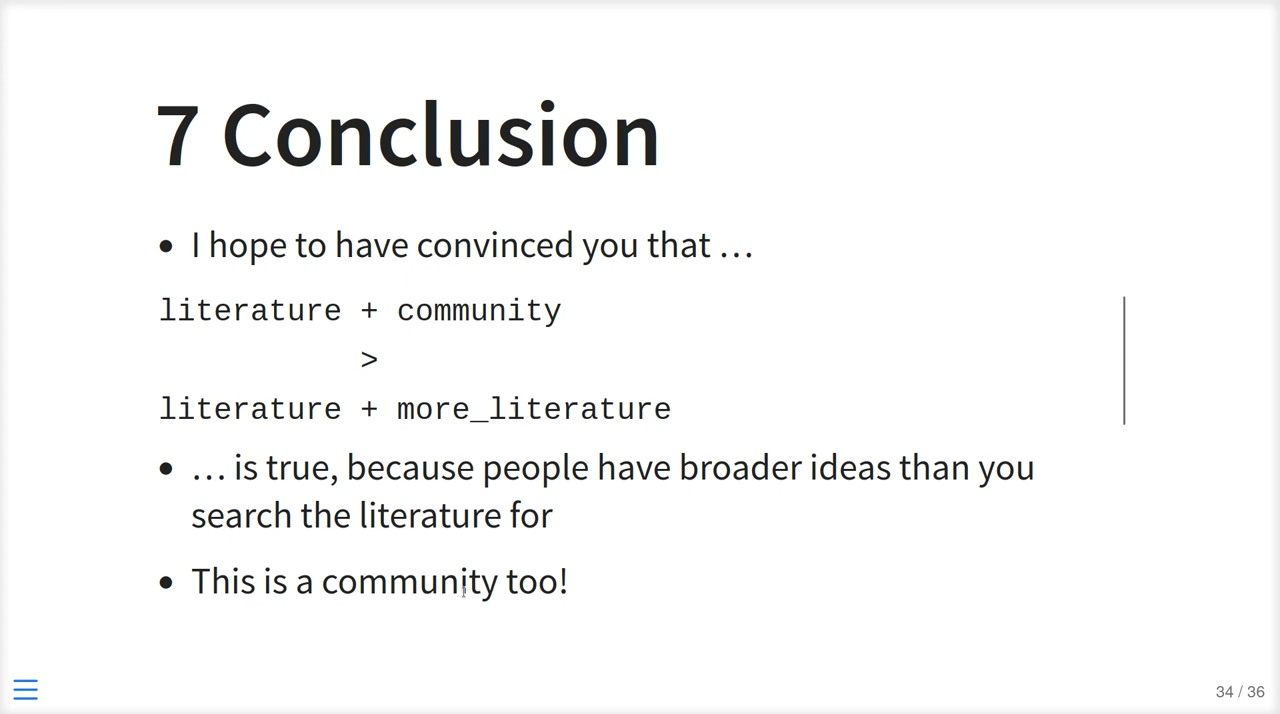 7 Conclusion
• I hope to have convinced you that …
literature + community
>
literature + more_literature
• … is true, because people have broader ideas than you
search the literature for
• This is a community too!
34 / 36